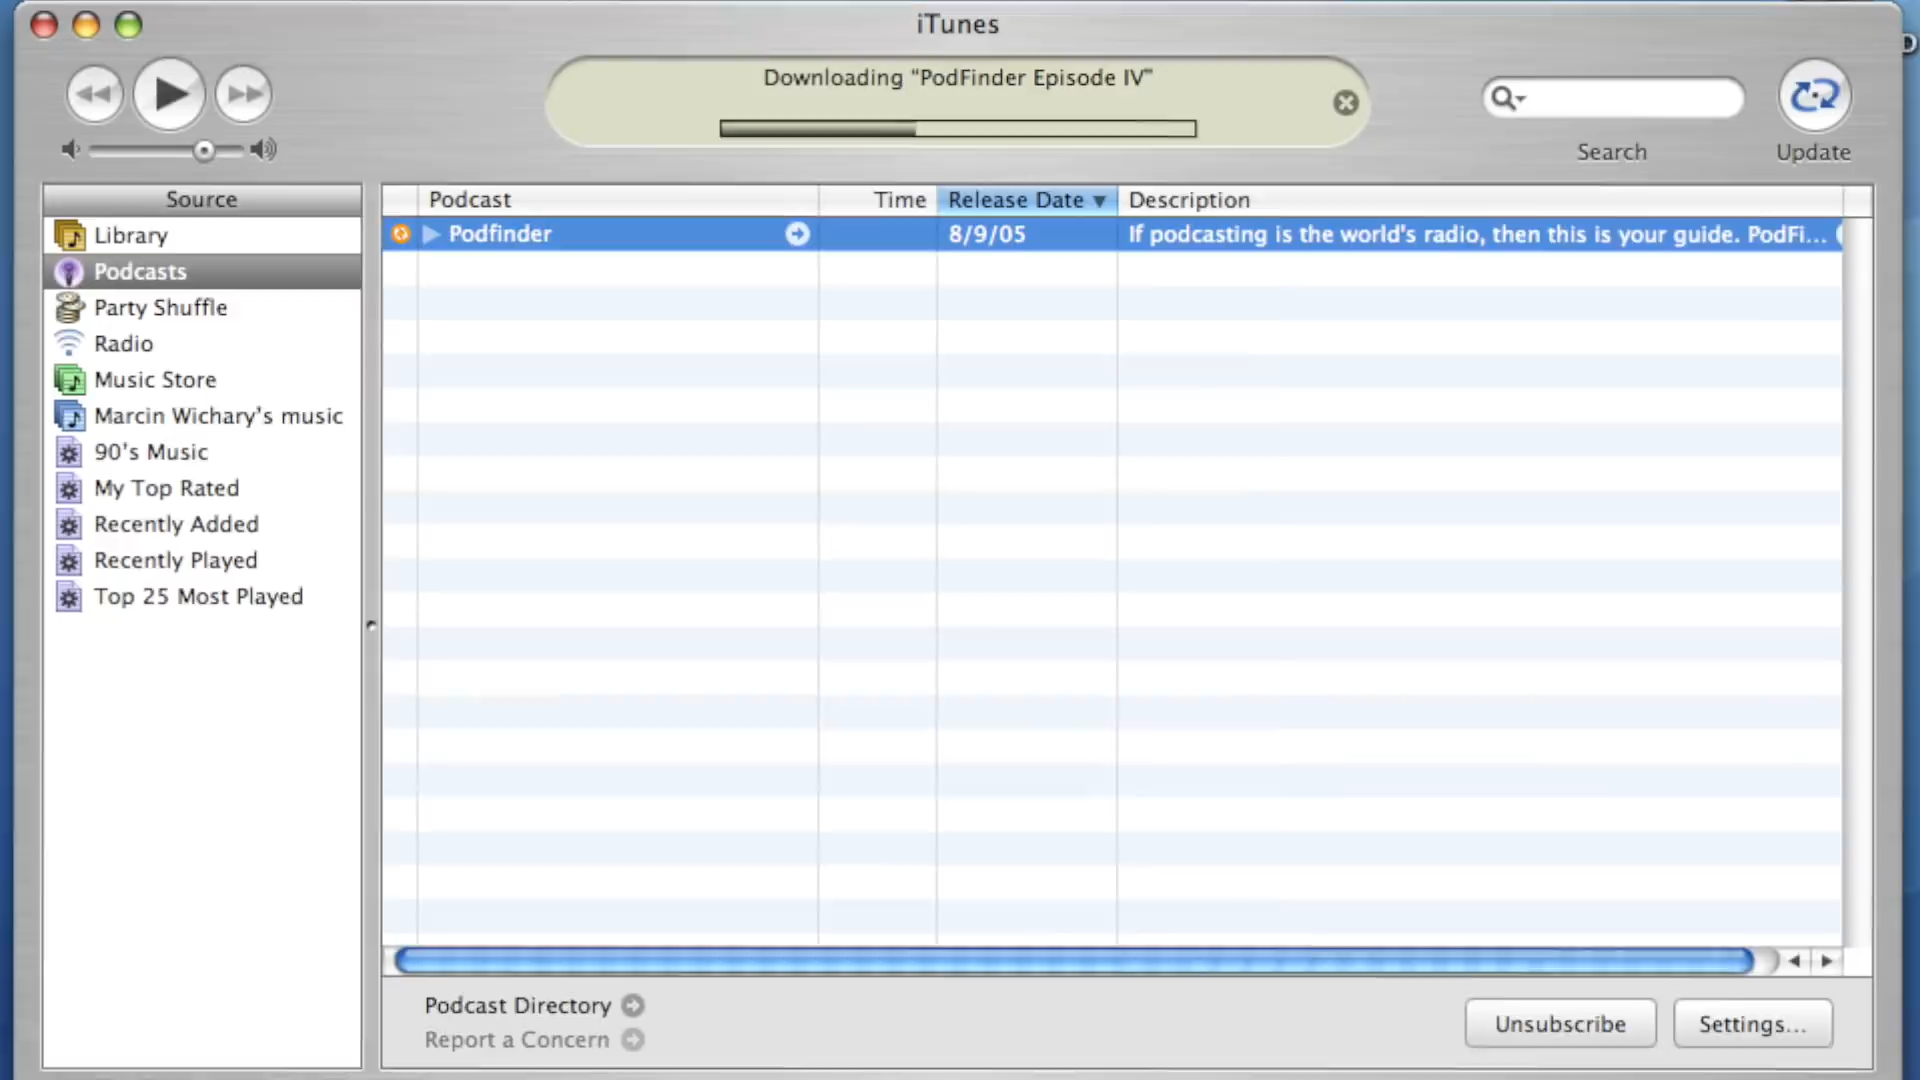 iTunes
Downloading “PodFinder Episode IV”
Search
Update
Source
Library
Podcasts
Party Shuffle
Radio
Music Store
Marcin Wichary’s music
90’s Music
My Top Rated
Recently Added
Recently Played
Top 25 Most Played
Podcast Time Release Date Description
Podfinder 8/9/05 If podcasting is the world's radio, then this is your guide. PodFi...
Podcast Directory
Report a Concern
Unsubscribe Settings...